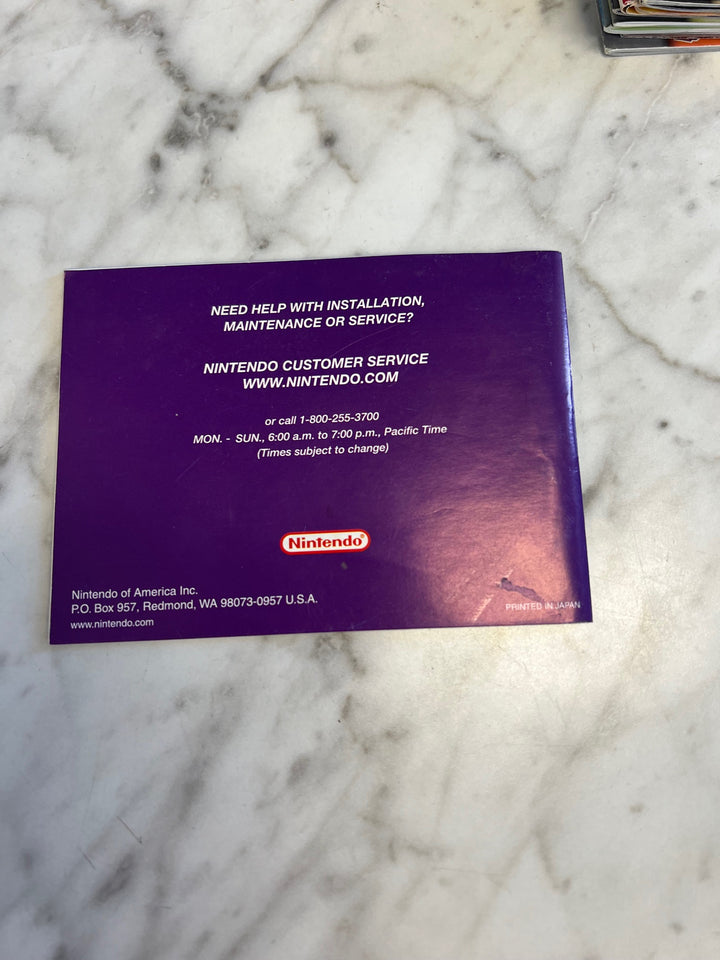 NEED HELP WITH INSTALLATION,
MAINTENANCE OR SERVICE?
NINTENDO CUSTOMER SERVICE
WWW.NINTENDO.COM
or call 1-800-255-3700
MON. - SUN., 6:00 a.m. to 7:00 p.m., Pacific Time
(Times subject to change)
Nintendo®
Nintendo of America Inc.
P.O. Box 957, Redmond, WA 98073-0957 U.S.A.
www.nintendo.com
PRINTED IN JAPAN